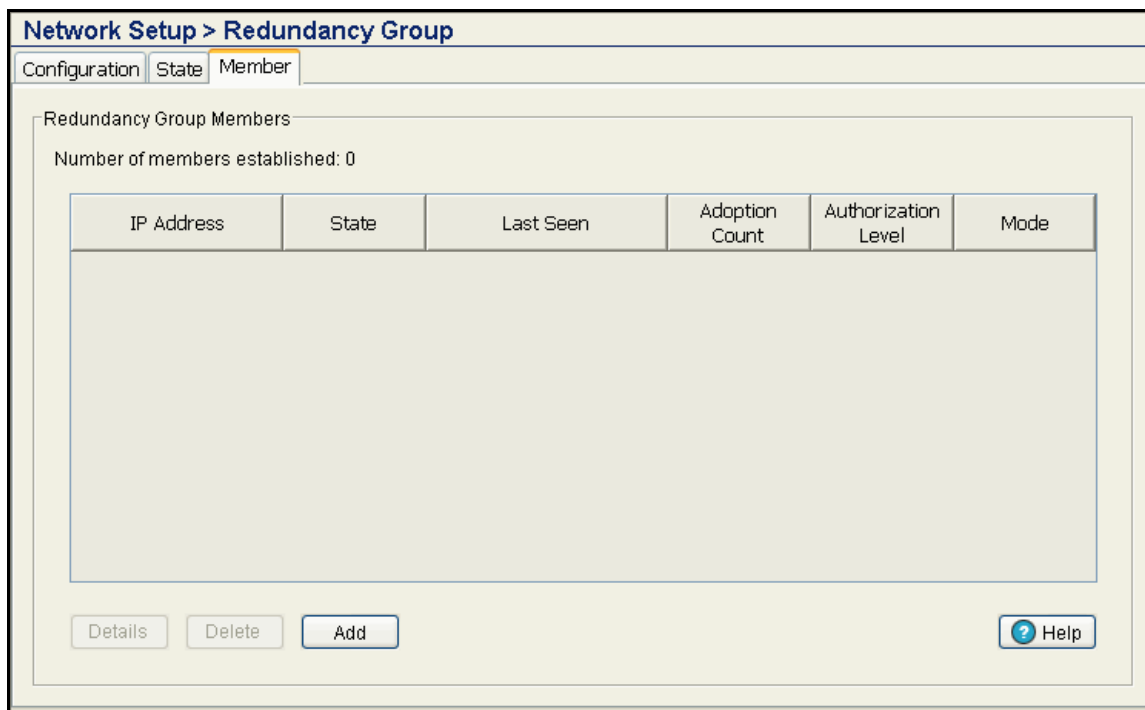 Network Setup > Redundancy Group
Configuration State Member
Redundancy Group Members
Number of members established: 0
IP Address State Last Seen Adoption Count Authorization Level Mode
Details Delete Add ? Help